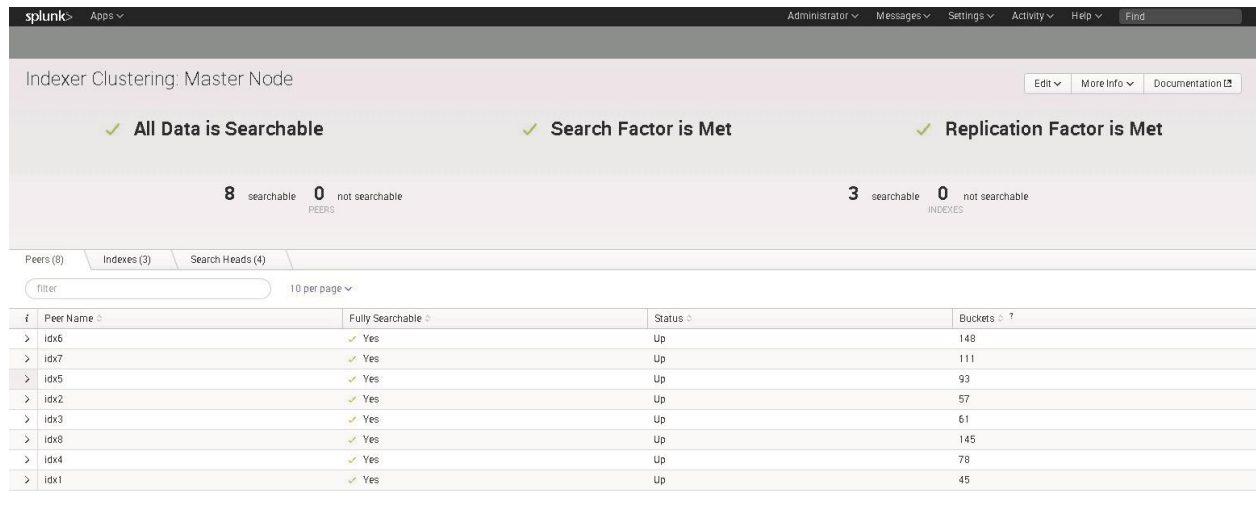 splunk> Apps Administrator Messages Settings Activity Help Find
Indexer Clustering: Master Node Edit More Info Documentation
All Data is Searchable Search Factor is Met Replication Factor is Met
8 searchable 0 not searchable 3 searchable 0 not searchable
PEERS INDEXES
Peers (8) Indexes (3) Search Heads (4)
filter 10 per page
i Peer Name Fully Searchable Status Buckets ?
idx6 Yes Up 148
idx7 Yes Up 111
idx5 Yes Up 93
idx2 Yes Up 57
idx3 Yes Up 61
idx8 Yes Up 145
idx4 Yes Up 78
idx1 Yes Up 45